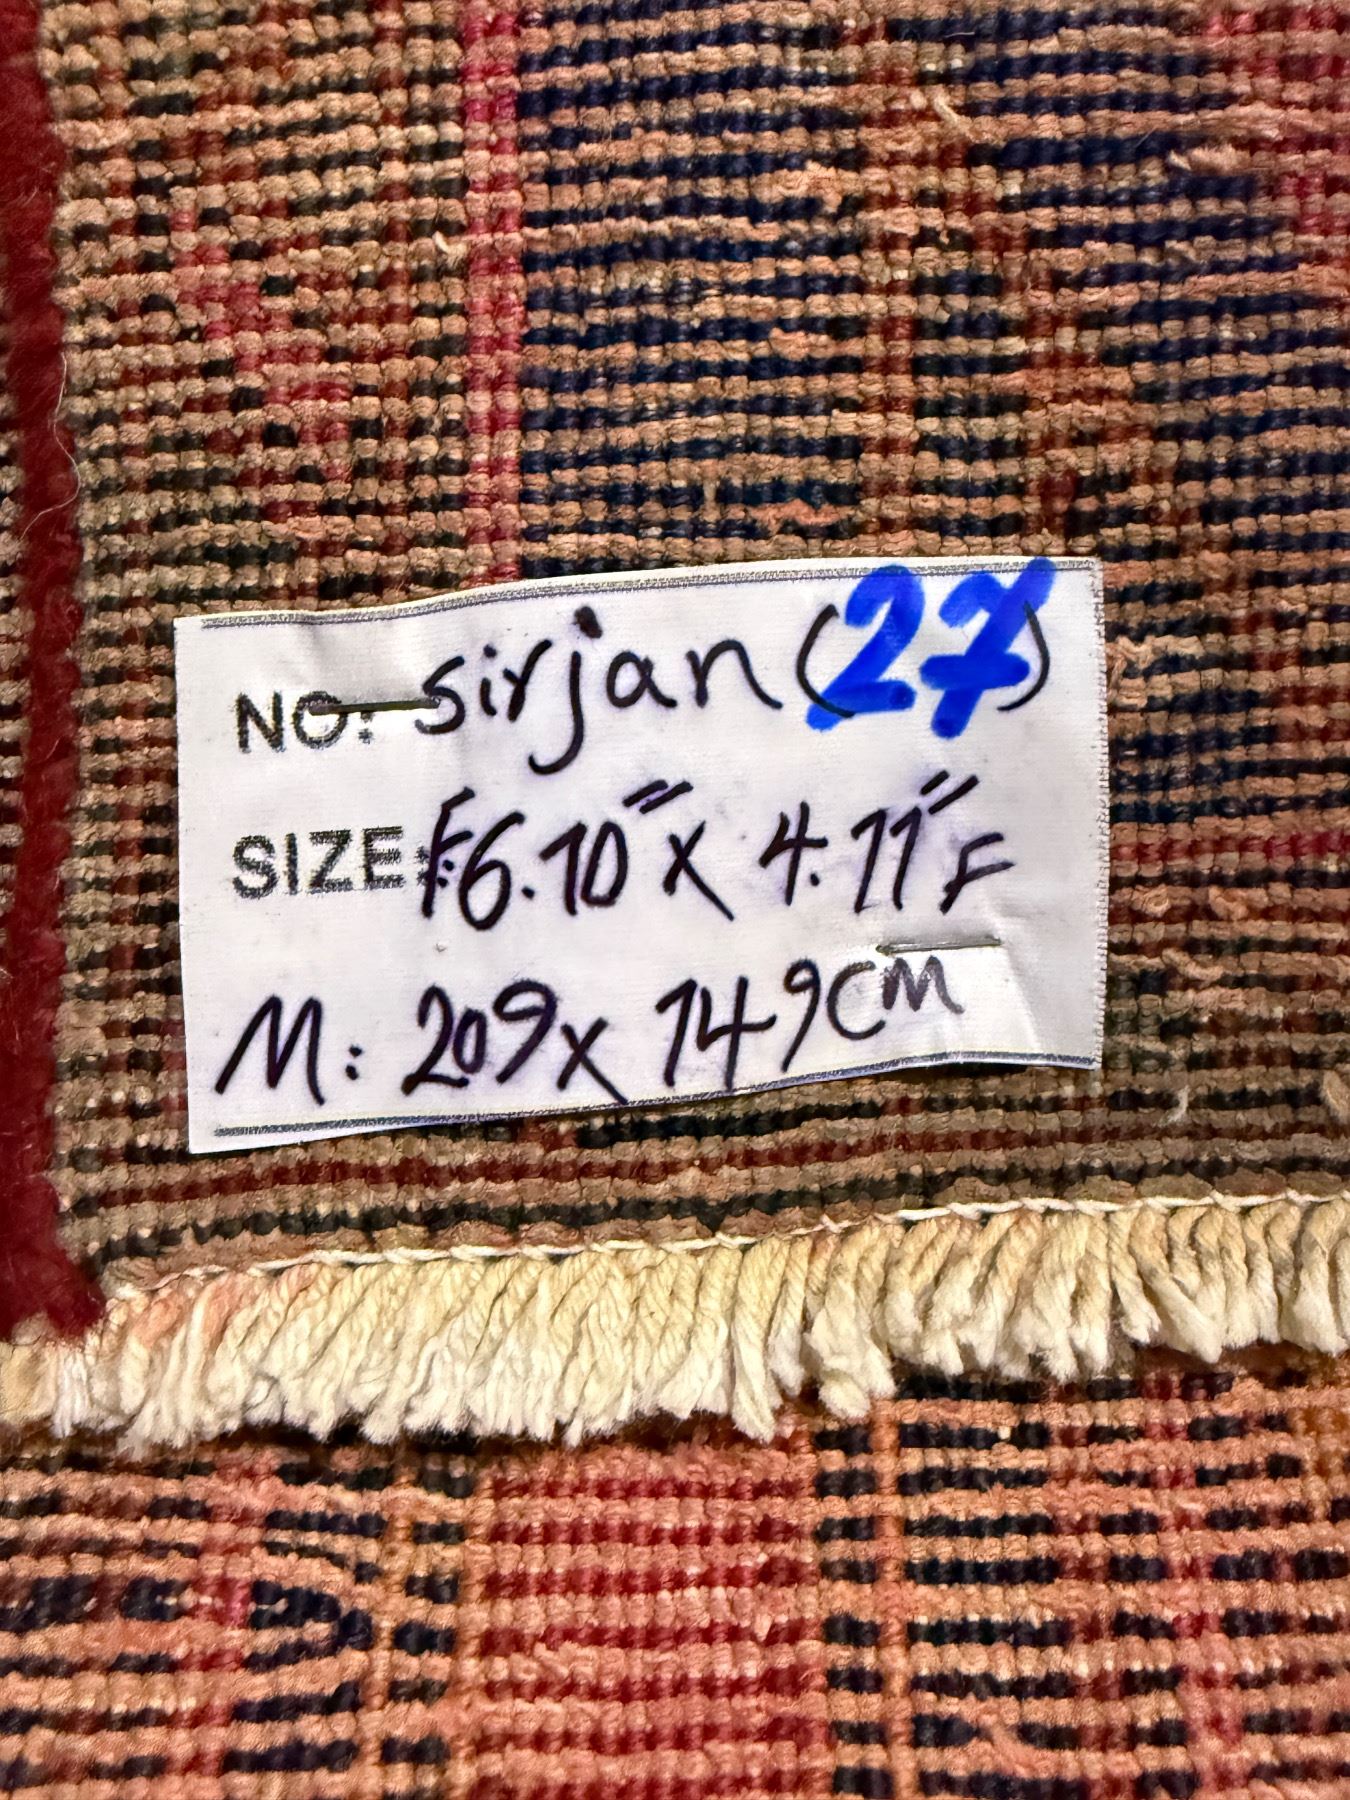 NO: sirjan (27)
SIZE: F6.10" x 4.11" F
M: 209 x 149 CM